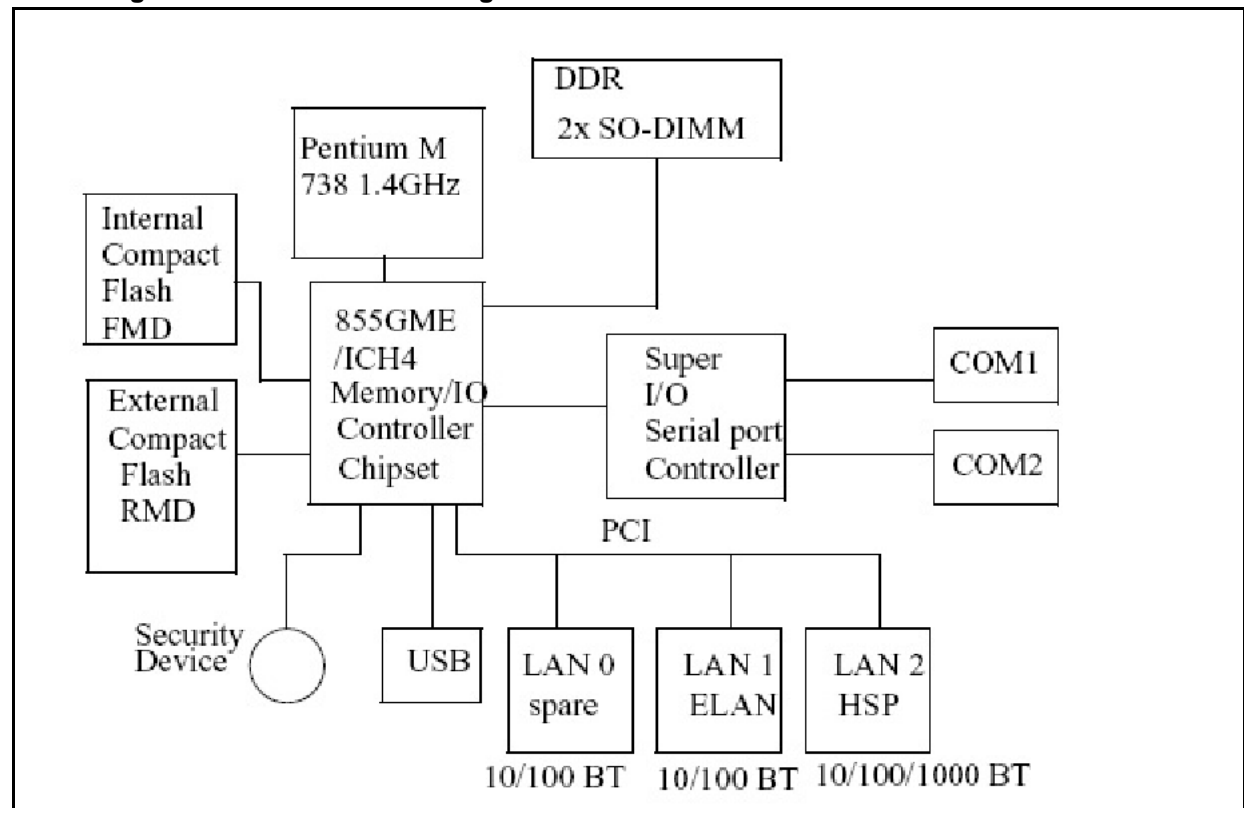 DDR
2x SO-DIMM
Pentium M
738 1.4GHz
Internal
Compact
Flash
FMD
855GME
/ICH4
Memory/IO
Controller
Chipset
Super
I/O
Serial port
Controller
COM1
COM2
External
Compact
Flash
RMD
PCI
Security
Device
USB
LAN 0
spare
LAN 1
ELAN
LAN 2
HSP
10/100 BT
10/100 BT
10/100/1000 BT